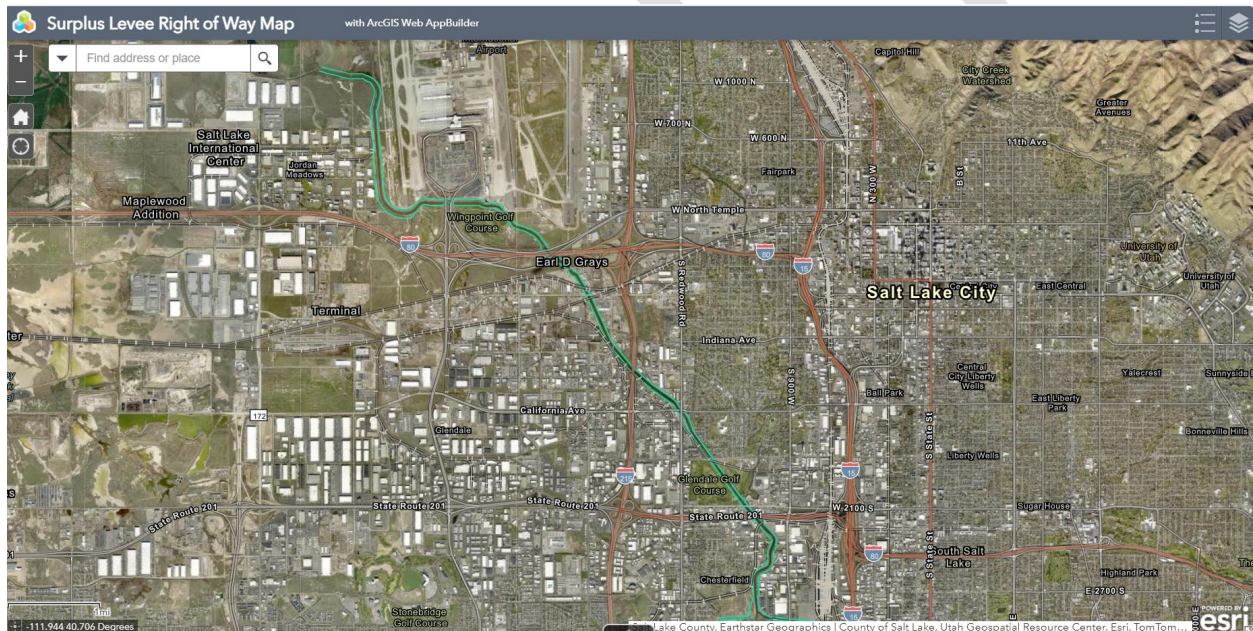 Surplus Levee Right of Way Map
with ArcGIS Web AppBuilder
+
Find address or place
−
Airport
Capitol Hill
City Creek
Watershed
W 1000 N
Greater
Avenues
W 700 N
Salt Lake
International
Center
W 600 N
11th Ave
Jordan
Meadows
Fairpark
N 300 W
B St
Maplewood
Addition
W North Temple
Wingpoint Golf
Course
80
Earl D Grays
80
15
University of
Utah
University of
Utah
S Redwood Rd
Salt Lake City
East Central
Terminal
ter
Indiana Ave
Central
City Liberty
Wells
Yalecrest
Sunnyside
S 900 W
Ball Park
East Liberty
Park
172
California Ave
Glendale
S State St
Bonneville Hills
Liberty Wells
15
215
Glendale Golf
Course
State Route 201
State Route 201
State Route 201
State Route 201
W 2100 S
Sugar House
80
South Salt
Lake
S State St
Chesterfield
Highland Park
E 2700 S
1mi
Stonebridge
Golf Course
15
POWERED BY
esri
-111.944 40.706 Degrees
Salt Lake County, Earthstar Geographics | County of Salt Lake, Utah Geospatial Resource Center, Esri, TomTom...